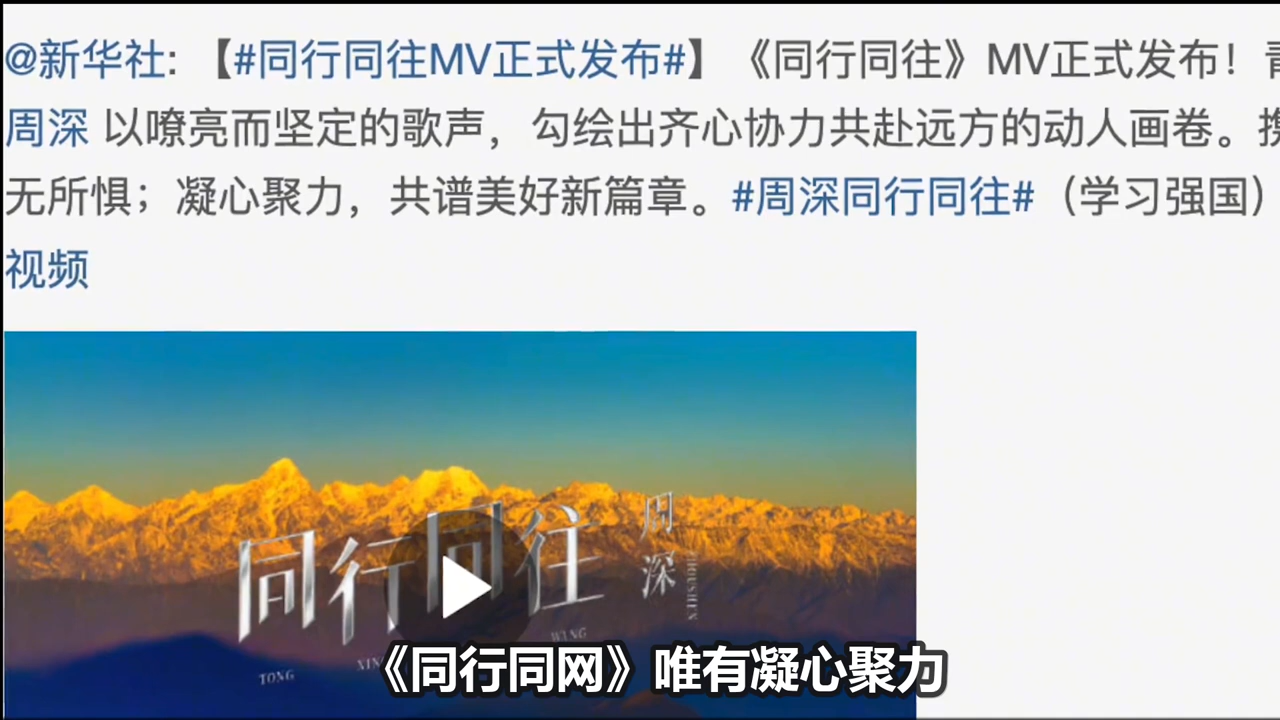 @新华社: 【#同行同往MV正式发布#】《同行同往》MV正式发布！
周深 以嘹亮而坚定的歌声，勾绘出齐心协力共赴远方的动人画卷。
无所惧；凝心聚力，共谱美好新篇章。#周深同行同往#（学习强国）
视频
同行同往
周深
ZHOUSHEN
TONG
WANG
《同行同网》唯有凝心聚力